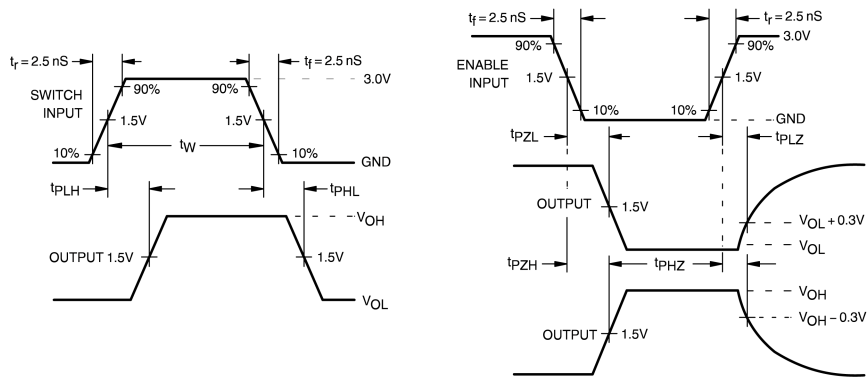 tr = 2.5 nS
tf = 2.5 nS
90%
90%
3.0V
SWITCH
INPUT
1.5V
1.5V
10%
tW
10%
GND
tPLH
tPHL
VOH
OUTPUT
1.5V
1.5V
VOL
tf = 2.5 nS
tr = 2.5 nS
90%
90%
3.0V
ENABLE
INPUT
1.5V
1.5V
10%
10%
GND
tPZL
tPLZ
OUTPUT
1.5V
VOL + 0.3V
VOL
tPZH
tPHZ
VOH
VOH – 0.3V
OUTPUT
1.5V